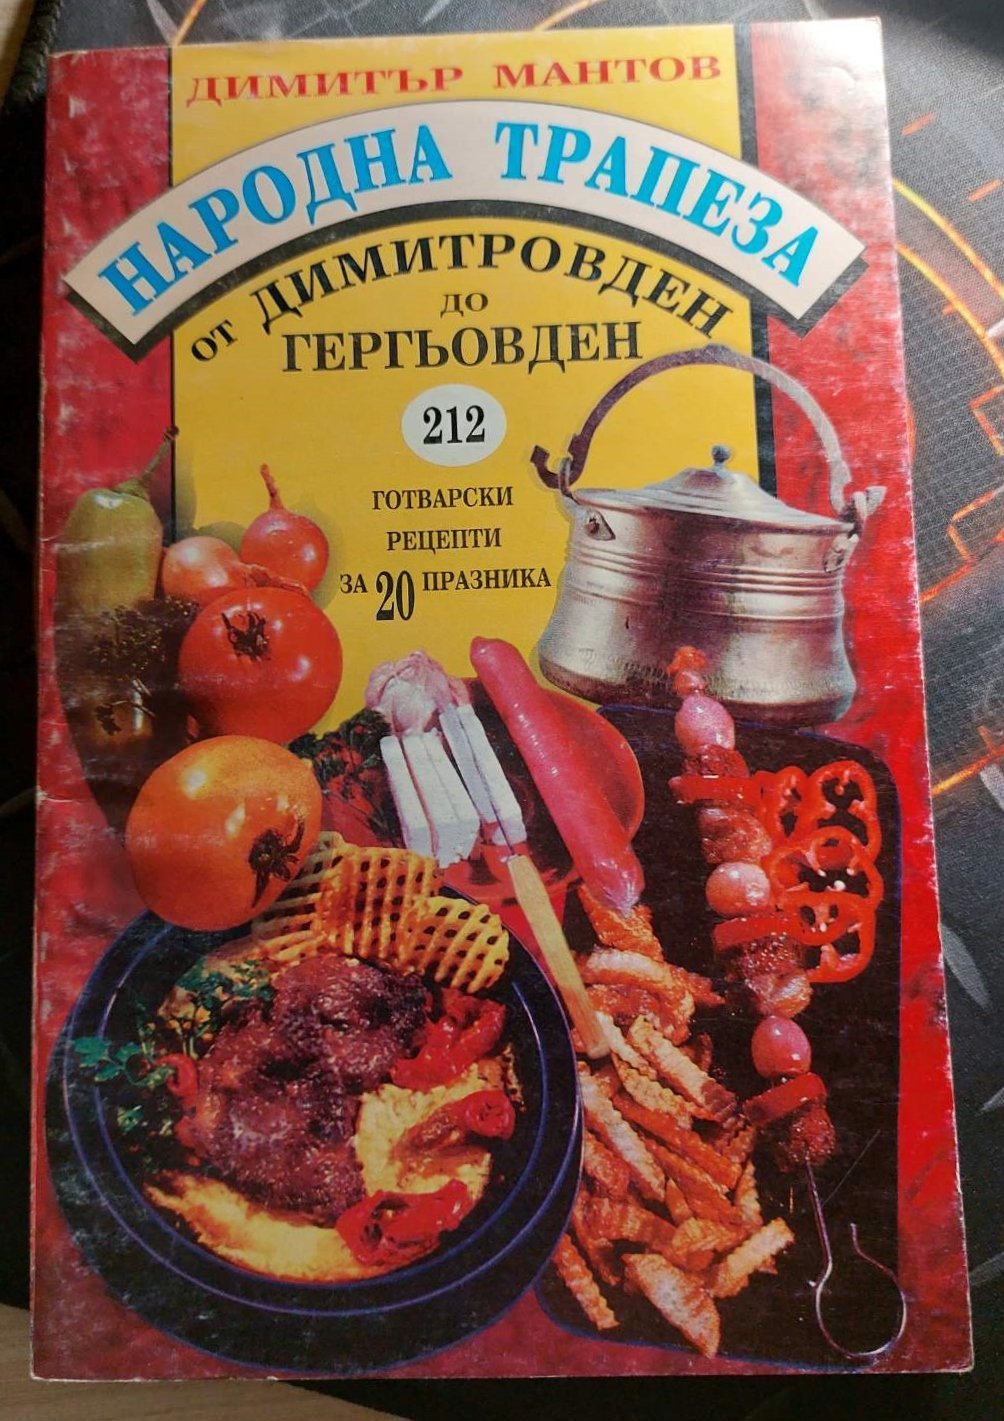 ДИМИТЪР МАНТОВ
НАРОДНА ТРАПЕЗА
ОТ ДИМИТРОВДЕН
ДО
ГЕРГЬОВДЕН
212
ГОТВАРСКИ
РЕЦЕПТИ
ЗА 20 ПРАЗНИКА